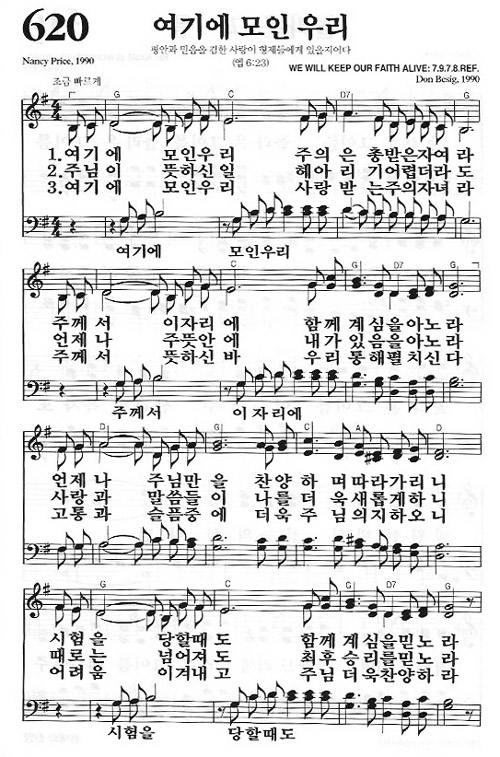 620 여기에 모인 우리
평안과 믿음을 겸한 사랑이 형제들에게 있을지어다
Nancy Price, 1990 (엡 6:23) WE WILL KEEP OUR FAITH ALIVE: 7.9.7.8.REF.
Don Besig, 1990
조금 빠르게
G C D7 G
1.여기에 모인우리 주의은총받은자여라
2.주님이 뜻하신일 헤아리기어렵더라도
3.여기에 모인우리 사랑받는주의자녀라
여기에 모인우리
G C G D7 G
주께서 이자리에 함께계심을아노라
언제나 주뜻안에 내가있음을아노라
주께서 뜻하신바 우리통해펼치신다
주께서 이자리에
D G C A D
언제나 주님만을 찬양하며따라가리니
사랑과 말씀들이 나를더욱새롭게하니
고통과 슬픔중에 더욱주님의지하오니
G C G D7 G
시험을 당할때도 함께계심을믿노라
때로는 넘어져도 최후승리를믿노라
어려움 이겨내고 주님더욱찬양하라
시험을 당할때도